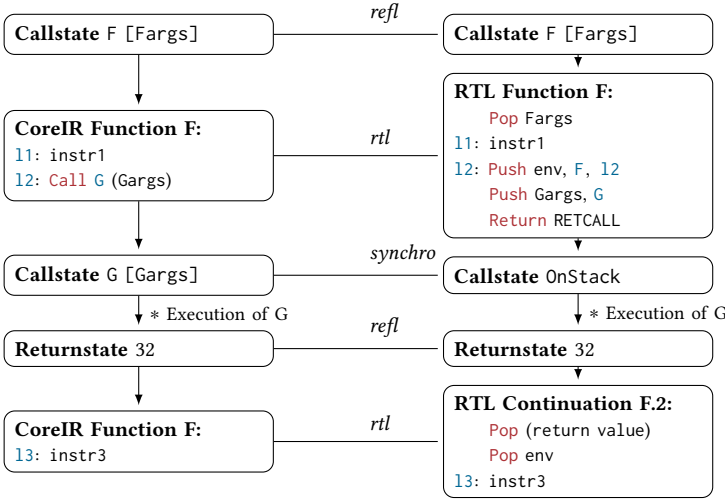 refl
Callstate F [Fargs]
Callstate F [Fargs]
CoreIR Function F:
l1: instr1
l2: Call G (Gargs)
rtl
RTL Function F:
Pop Fargs
l1: instr1
l2: Push env, F, l2
Push Gargs, G
Return RETCALL
Callstate G [Gargs]
synchro
Callstate OnStack
* Execution of G
* Execution of G
Returnstate 32
refl
Returnstate 32
CoreIR Function F:
l3: instr3
rtl
RTL Continuation F.2:
Pop (return value)
Pop env
l3: instr3